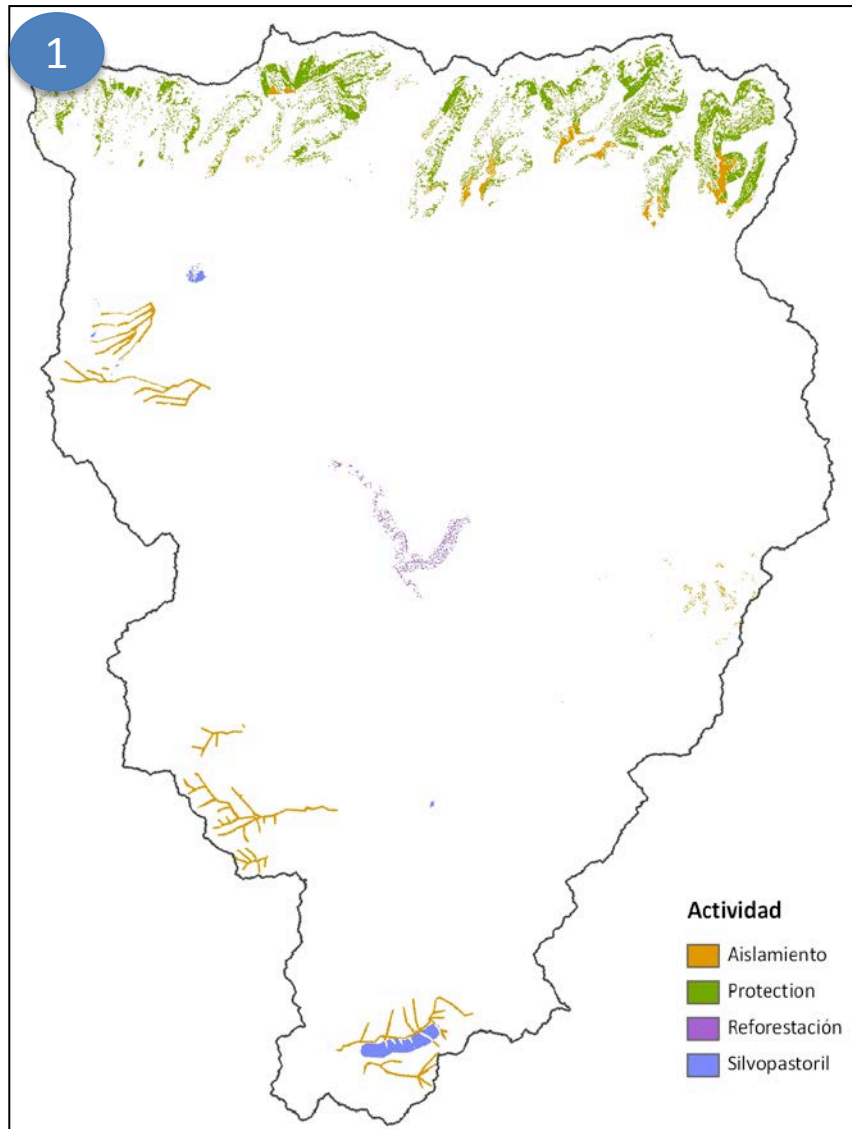 1
Actividad
Aislamiento
Protection
Reforestación
Silvopastoril